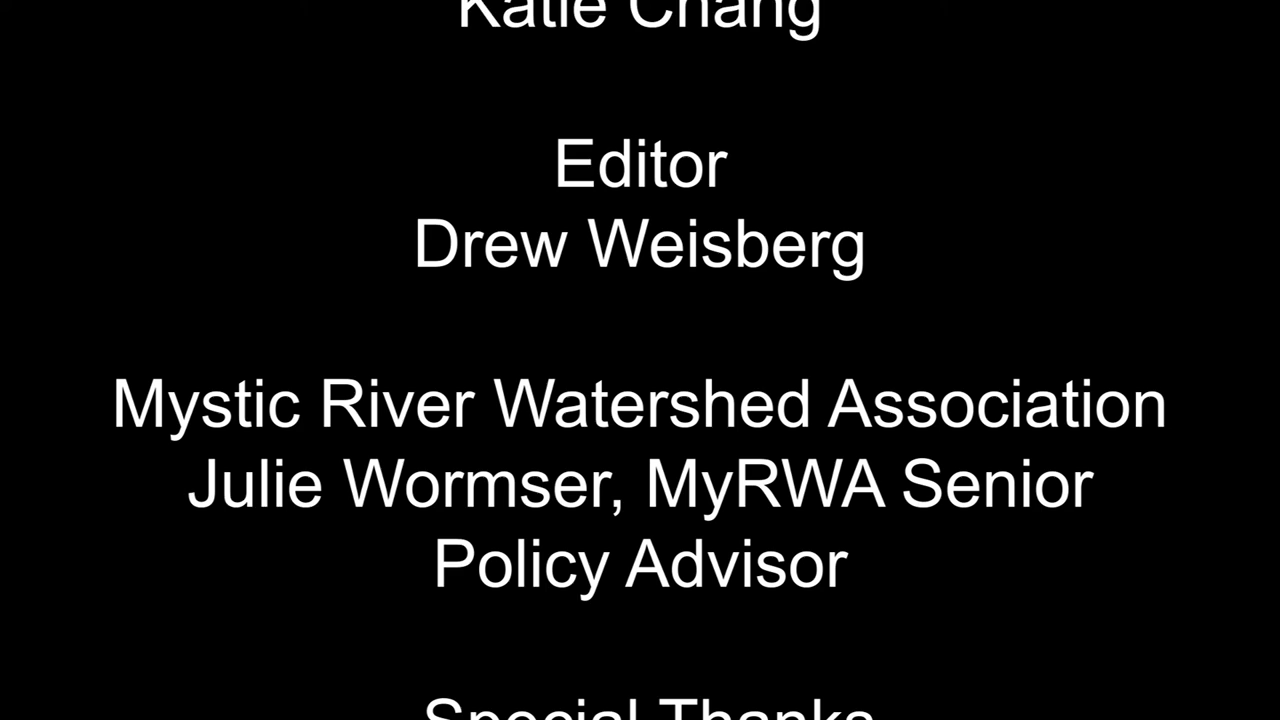 Katie Chang
Editor
Drew Weisberg
Mystic River Watershed Association
Julie Wormser, MyRWA Senior
Policy Advisor
Special Thanks